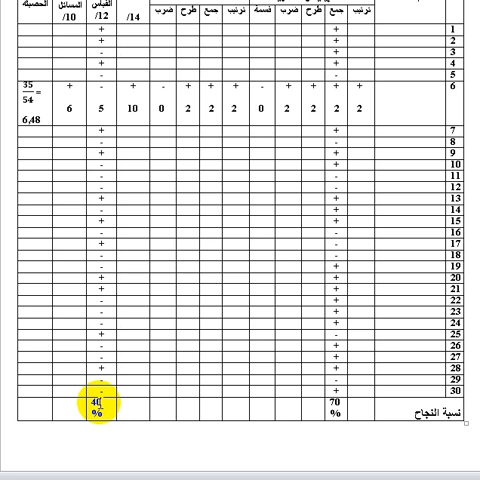 ترتيب جمع طرح ضرب قسمة ترتيب جمع طرح ضرب /14 القياس /12 المسائل /10 الحصيلة
1 + +
2 + +
3 + -
4 + +
5 - -
6 + + + + - + + + - + - + 35/54 =
2 2 2 2 0 2 2 2 0 10 5 6 6,48
7 + +
8 - -
9 + +
10 + -
11 - -
12 - -
13 + +
14 - -
15 + +
16 - -
17 - +
18 - -
19 + -
20 + +
21 + +
22 + -
23 + -
24 + -
25 - +
26 + -
27 + -
28 + +
29 - -
30 + -
نسبة النجاح 70 % 40 %